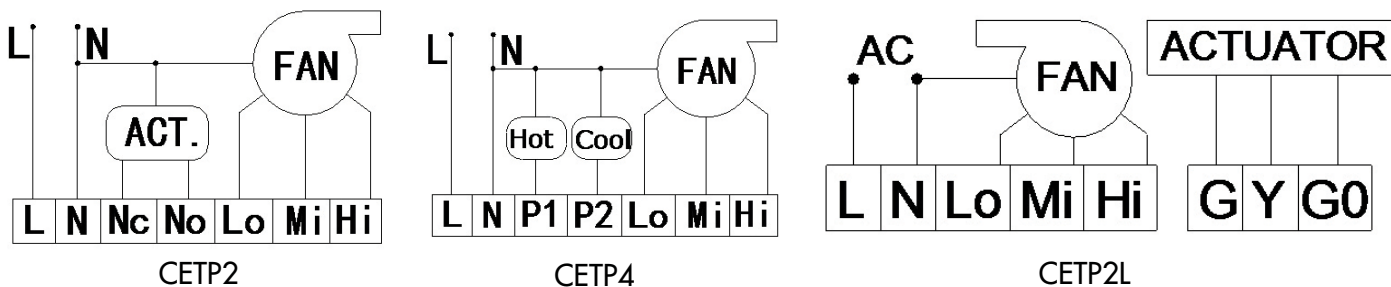 L N FAN
ACT.
L N Nc No Lo Mi Hi
CETP2
L N FAN
Hot Cool
L N P1 P2 Lo Mi Hi
CETP4
AC FAN ACTUATOR
L N Lo Mi Hi G Y G0
CETP2L